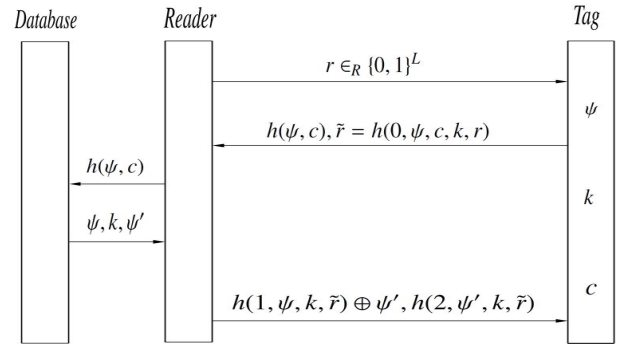 Database Reader Tag
r ∈_R {0, 1}^L
ψ
h(ψ, c), r̃ = h(0, ψ, c, k, r)
h(ψ, c)
k
ψ, k, ψ′
c
h(1, ψ, k, r̃) ⊕ ψ′, h(2, ψ′, k, r̃)